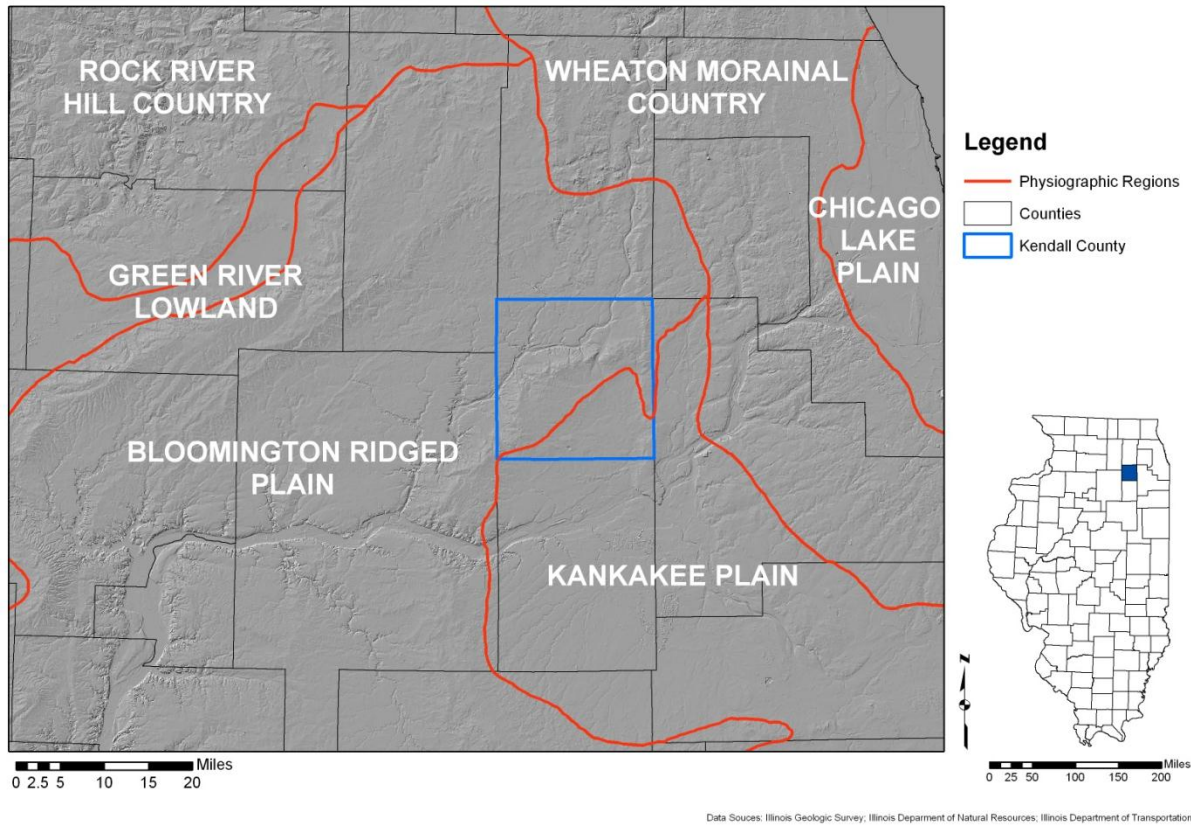 ROCK RIVER
HILL COUNTRY
WHEATON MORAINAL
COUNTRY
CHICAGO
LAKE
PLAIN
GREEN RIVER
LOWLAND
BLOOMINGTON RIDGED
PLAIN
KANKAKEE PLAIN
Legend
Physiographic Regions
Counties
Kendall County
N
Miles
0 2.5 5 10 15 20
Miles
0 25 50 100 150 200
Data Souces: Illinois Geologic Survey; Illinois Deparment of Natural Resources; Illinois Department of Transportation